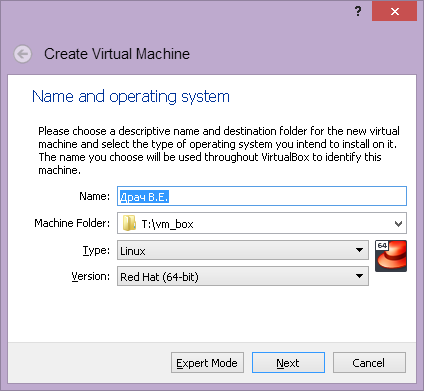 ?
Create Virtual Machine
Name and operating system
Please choose a descriptive name and destination folder for the new virtual
machine and select the type of operating system you intend to install on it.
The name you choose will be used throughout VirtualBox to identify this
machine.
Name: Драч В.Е.
Machine Folder: T:\vm_box
Type: Linux
64
Version: Red Hat (64-bit)
Expert Mode Next Cancel